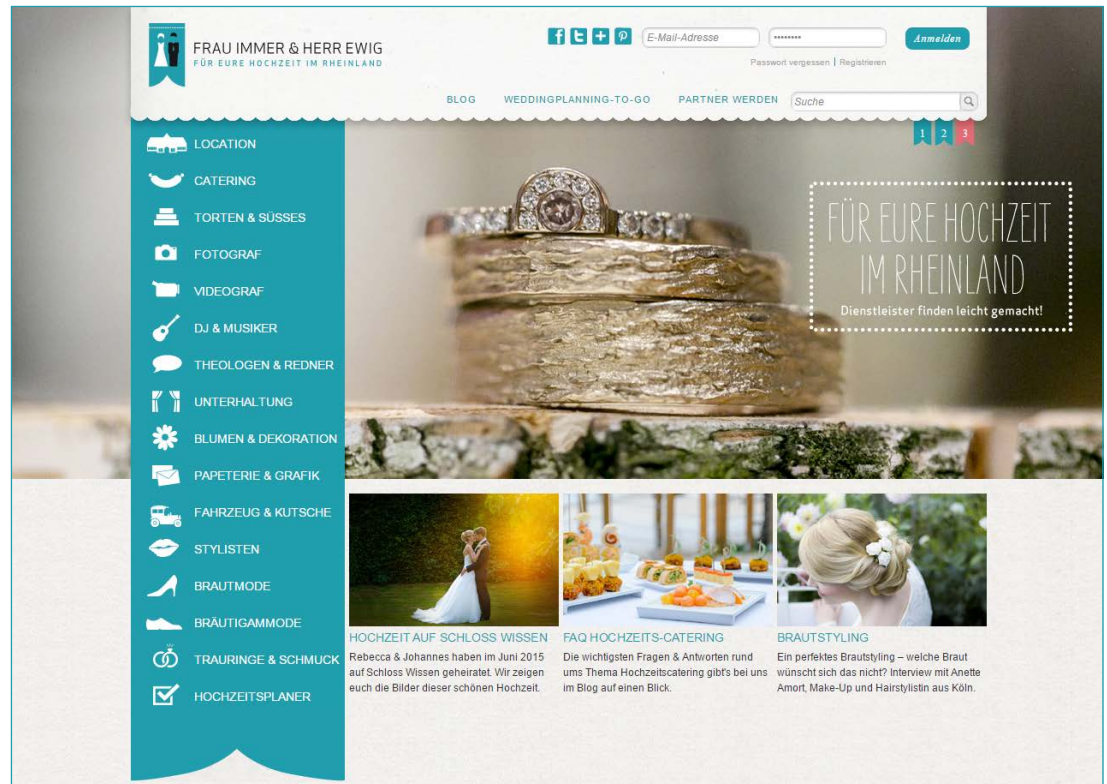 FRAU IMMER & HERR EWIG
FÜR EURE HOCHZEIT IM RHEINLAND
E-Mail-Adresse
••••••••
Anmelden
Passwort vergessen | Registrieren
BLOG
WEDDINGPLANNING-TO-GO
PARTNER WERDEN
Suche
1 2 3
LOCATION
CATERING
TORTEN & SÜSSES
FOTOGRAF
VIDEOGRAF
DJ & MUSIKER
THEOLOGEN & REDNER
UNTERHALTUNG
BLUMEN & DEKORATION
PAPETERIE & GRAFIK
FAHRZEUG & KUTSCHE
STYLISTEN
BRAUTMODE
BRÄUTIGAMMODE
TRAURINGE & SCHMUCK
HOCHZEITSPLANER
FÜR EURE HOCHZEIT
IM RHEINLAND
Dienstleister finden leicht gemacht!
HOCHZEIT AUF SCHLOSS WISSEN
Rebecca & Johannes haben im Juni 2015
auf Schloss Wissen geheiratet. Wir zeigen
euch die Bilder dieser schönen Hochzeit.
FAQ HOCHZEITS-CATERING
Die wichtigsten Fragen & Antworten rund
ums Thema Hochzeitscatering gibt's bei uns
im Blog auf einen Blick.
BRAUTSTYLING
Ein perfektes Brautstyling – welche Braut
wünscht sich das nicht? Interview mit Anette
Amort, Make-Up und Hairstylistin aus Köln.